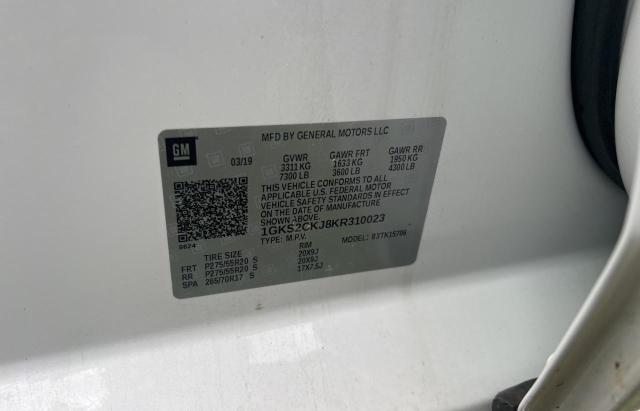 GM
MFD BY GENERAL MOTORS LLC
03/19 GVWR GAWR FRT GAWR RR
3311 KG 1633 KG 1950 KG
7300 LB 3600 LB 4300 LB
THIS VEHICLE CONFORMS TO ALL
APPLICABLE U.S. FEDERAL MOTOR
VEHICLE SAFETY STANDARDS IN EFFECT
ON THE DATE OF MANUFACTURE
SHOWN ABOVE.
1GKS2CKJ8KR310023
9624 TYPE: M.P.V. MODEL: 83TK15706
TIRE SIZE RIM
FRT P275/55R20 S 20X9J
RR P275/55R20 S 20X9J
SPA 265/70R17 S 17X7.5J